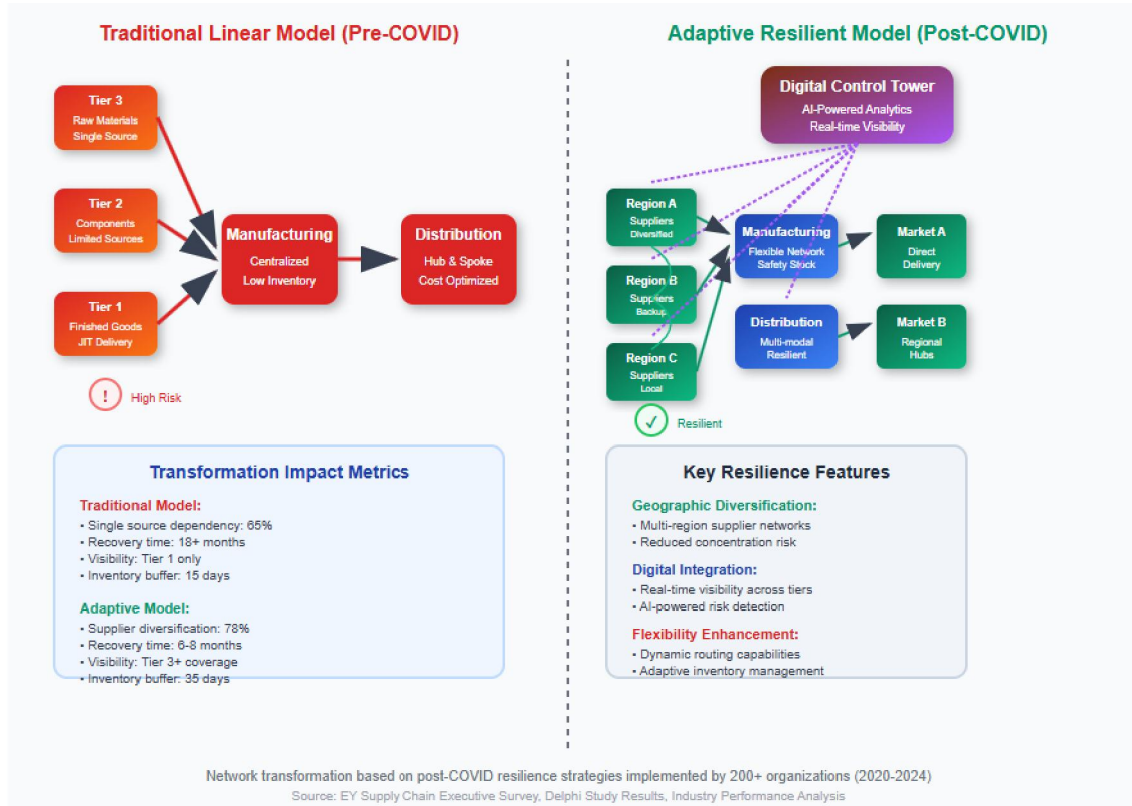 Traditional Linear Model (Pre-COVID)
Tier 3
Raw Materials
Single Source
Tier 2
Components
Limited Sources
Tier 1
Finished Goods
JIT Delivery
Manufacturing
Centralized
Low Inventory
Distribution
Hub & Spoke
Cost Optimized
!
High Risk
Transformation Impact Metrics
Traditional Model:
• Single source dependency: 65%
• Recovery time: 18+ months
• Visibility: Tier 1 only
• Inventory buffer: 15 days
Adaptive Model:
• Supplier diversification: 78%
• Recovery time: 6-8 months
• Visibility: Tier 3+ coverage
• Inventory buffer: 35 days
Adaptive Resilient Model (Post-COVID)
Digital Control Tower
AI-Powered Analytics
Real-time Visibility
Region A
Suppliers
Diversified
Region B
Suppliers
Backup
Region C
Suppliers
Local
Manufacturing
Flexible Network
Safety Stock
Distribution
Multi-modal
Resilient
Market A
Direct
Delivery
Market B
Regional
Hubs
✓
Resilient
Key Resilience Features
Geographic Diversification:
• Multi-region supplier networks
• Reduced concentration risk
Digital Integration:
• Real-time visibility across tiers
• AI-powered risk detection
Flexibility Enhancement:
• Dynamic routing capabilities
• Adaptive inventory management
Network transformation based on post-COVID resilience strategies implemented by 200+ organizations (2020-2024)
Source: EY Supply Chain Executive Survey, Delphi Study Results, Industry Performance Analysis